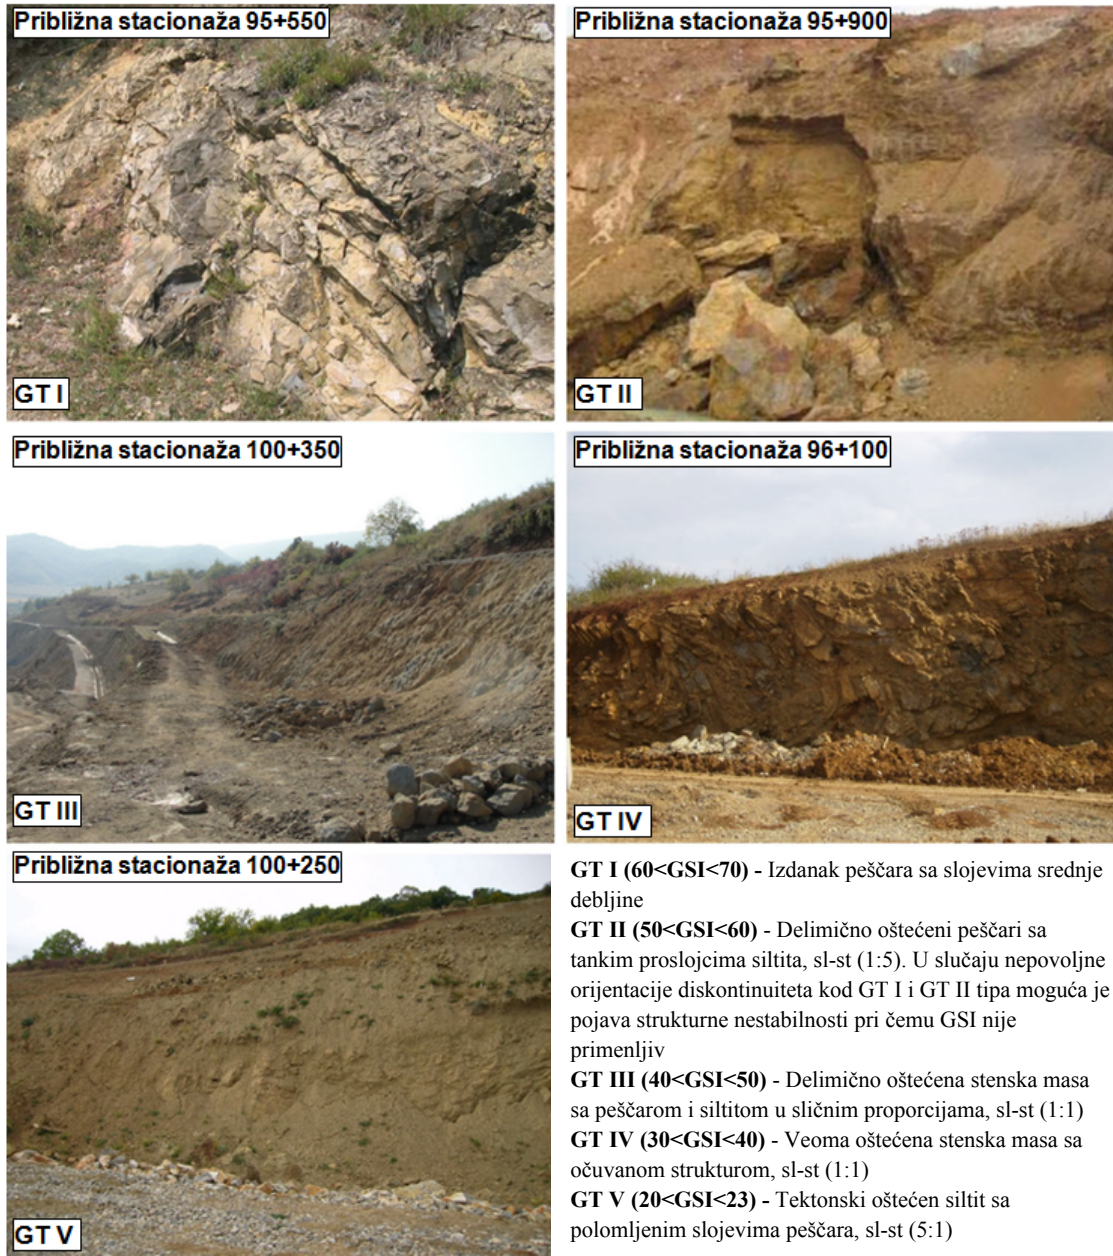 Približna stacionaža 95+550
Približna stacionaža 95+900
GT I
GT II
Približna stacionaža 100+350
Približna stacionaža 96+100
GT III
GT IV
Približna stacionaža 100+250
GT I (60<GSI<70) - Izdanak peščara sa slojevima srednje
debljine
GT II (50<GSI<60) - Delimično oštećeni peščari sa
tankim proslojcima siltita, sl-st (1:5). U slučaju nepovoljne
orijentacije diskontinuiteta kod GT I i GT II tipa moguća je
pojava strukturne nestabilnosti pri čemu GSI nije
primenljiv
GT III (40<GSI<50) - Delimično oštećena stenska masa
sa peščarom i siltitom u sličnim proporcijama, sl-st (1:1)
GT IV (30<GSI<40) - Veoma oštećena stenska masa sa
očuvanom strukturom, sl-st (1:1)
GT V (20<GSI<23) - Tektonski oštećen siltit sa
polomljenim slojevima peščara, sl-st (5:1)
GT V